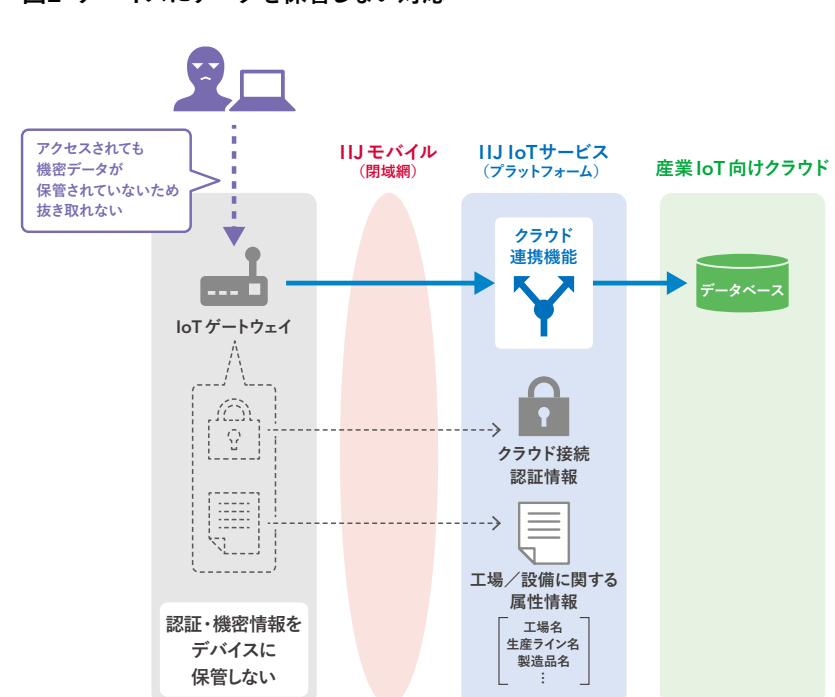 アクセスされても
機密データが
保管されていないため
抜き取れない
IIJモバイル
（閉域網）
IIJ IoTサービス
（プラットフォーム）
産業IoT向けクラウド
クラウド
連携機能
データベース
IoTゲートウェイ
クラウド接続
認証情報
工場／設備に関する
属性情報
工場名
生産ライン名
製造品名
⋮
認証・機密情報を
デバイスに
保管しない